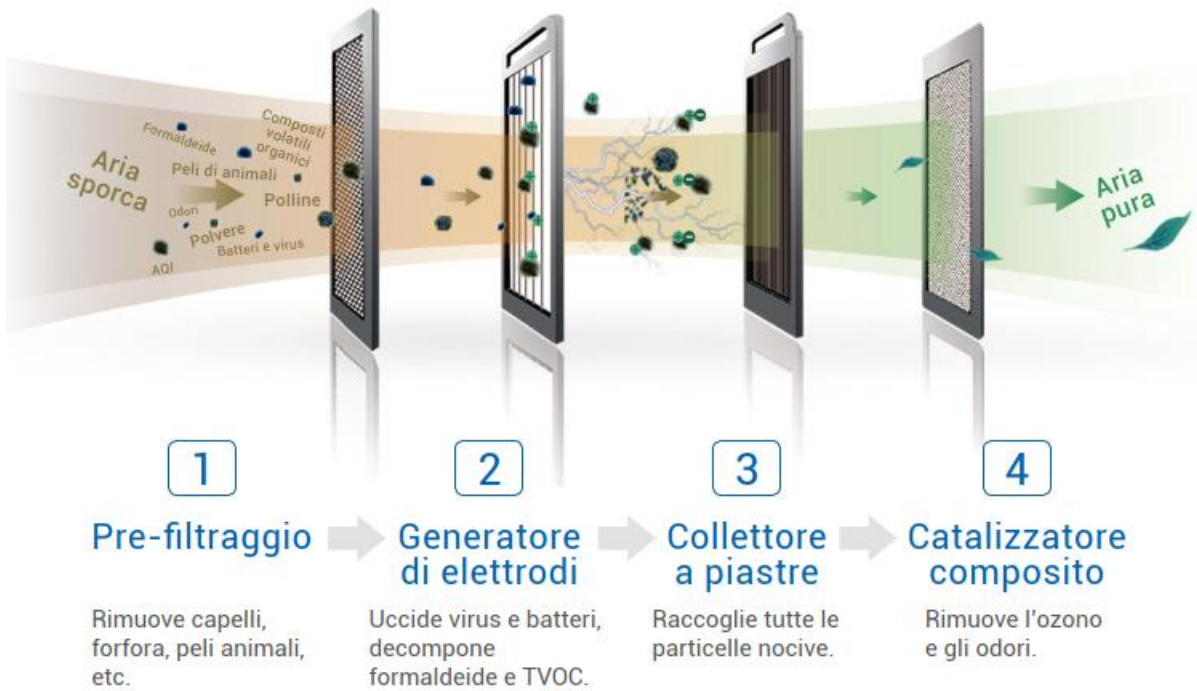 Formaldeide
Composti
volatili
organici
Aria
sporca
Peli di animali
Polline
Odori
Polvere
Batteri e virus
AQI
Aria
pura
1
2
3
4
Pre-filtraggio
Generatore
di elettrodi
Collettore
a piastre
Catalizzatore
composito
Rimuove capelli,
forfora, peli animali,
etc.
Uccide virus e batteri,
decompone
formaldeide e TVOC.
Raccoglie tutte le
particelle nocive.
Rimuove l'ozono
e gli odori.